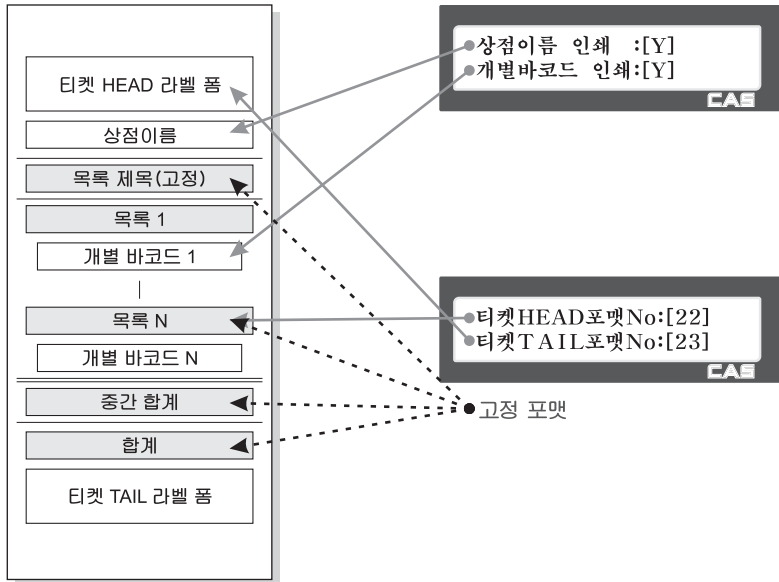 티켓 HEAD 라벨 폼
상점이름
목록 제목(고정)
목록 1
개별 바코드 1
목록 N
개별 바코드 N
중간 합계
합계
티켓 TAIL 라벨 폼
상점이름 인쇄 :[Y]
개별바코드 인쇄:[Y]
CAS
티켓HEAD포맷No:[22]
티켓TAIL포맷No:[23]
CAS
고정 포맷